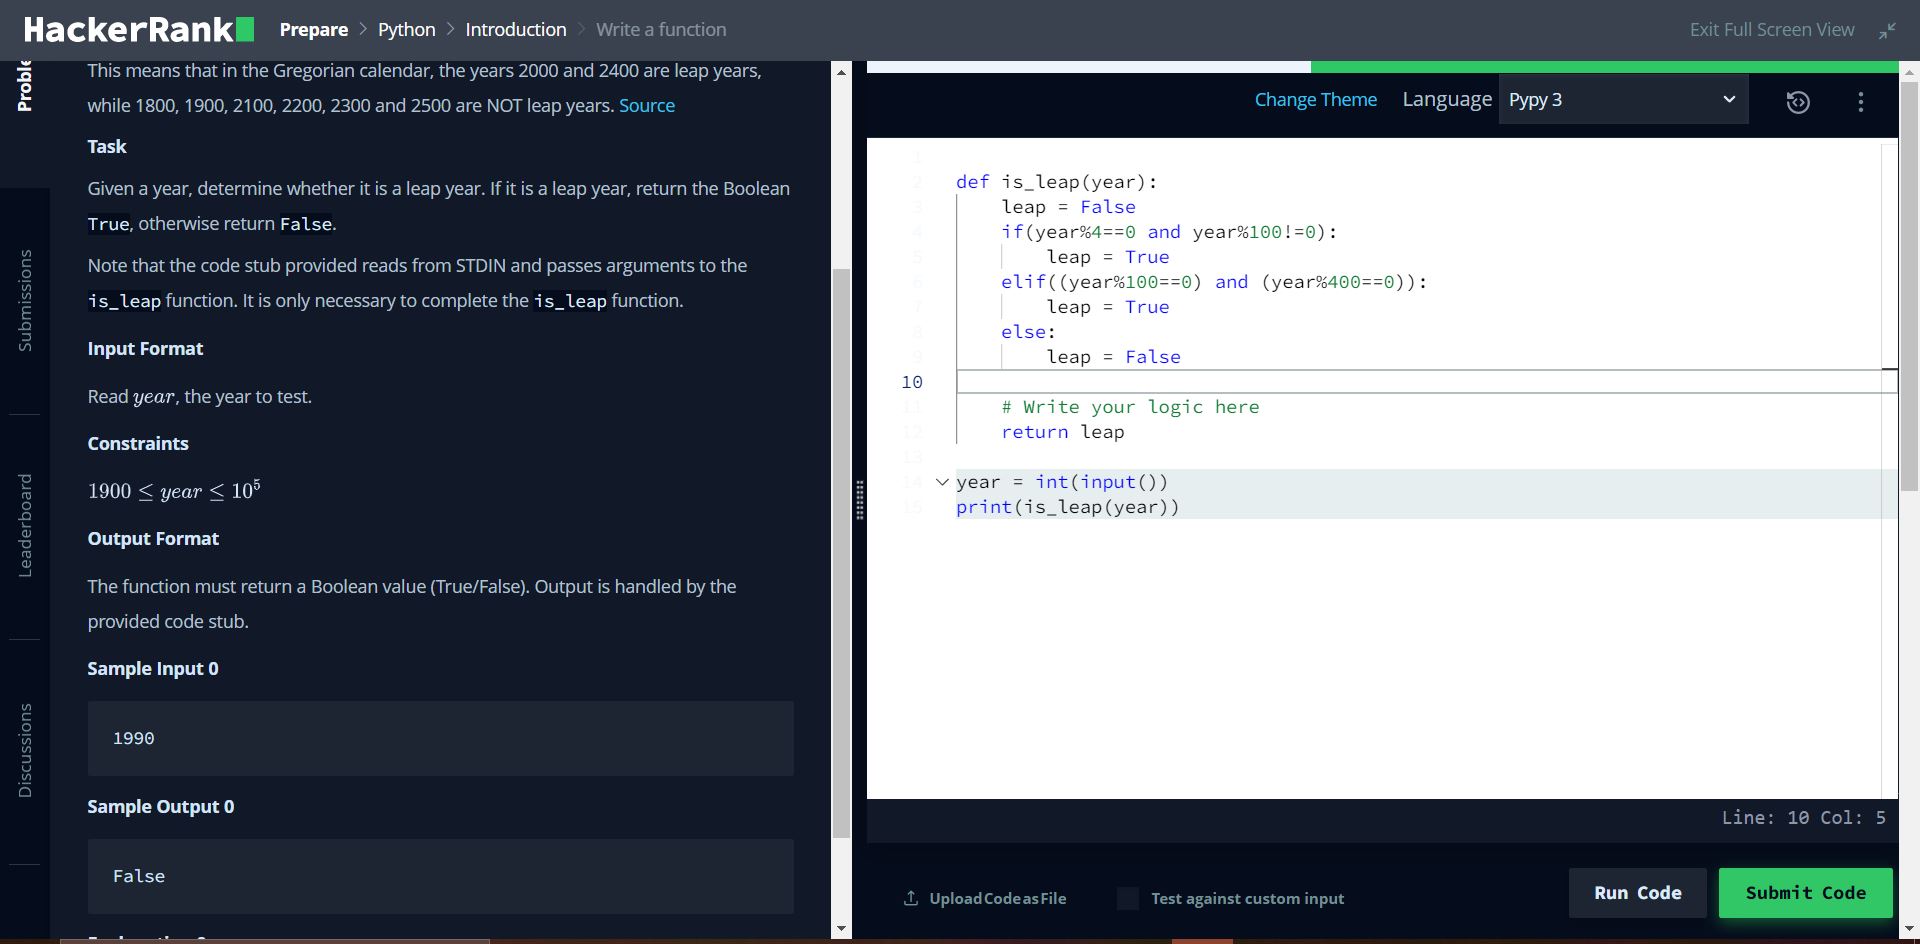 HackerRank Prepare > Python > Introduction > Write a function Exit Full Screen View
Submissions
Leaderboard
Discussions
This means that in the Gregorian calendar, the years 2000 and 2400 are leap years,
while 1800, 1900, 2100, 2200, 2300 and 2500 are NOT leap years. Source
Task
Given a year, determine whether it is a leap year. If it is a leap year, return the Boolean
True, otherwise return False.
Note that the code stub provided reads from STDIN and passes arguments to the
is_leap function. It is only necessary to complete the is_leap function.
Input Format
Read year, the year to test.
Constraints
1900 ≤ year ≤ 10^5
Output Format
The function must return a Boolean value (True/False). Output is handled by the
provided code stub.
Sample Input 0
1990
Sample Output 0
False
Change Theme Language Pypy 3
1
2 def is_leap(year):
3     leap = False
4     if(year%4==0 and year%100!=0):
5         leap = True
6     elif((year%100==0) and (year%400==0)):
7         leap = True
8     else:
9         leap = False
10
11     # Write your logic here
12     return leap
13
14 year = int(input())
15 print(is_leap(year))
Line: 10 Col: 5
Upload Code as File Test against custom input Run Code Submit Code